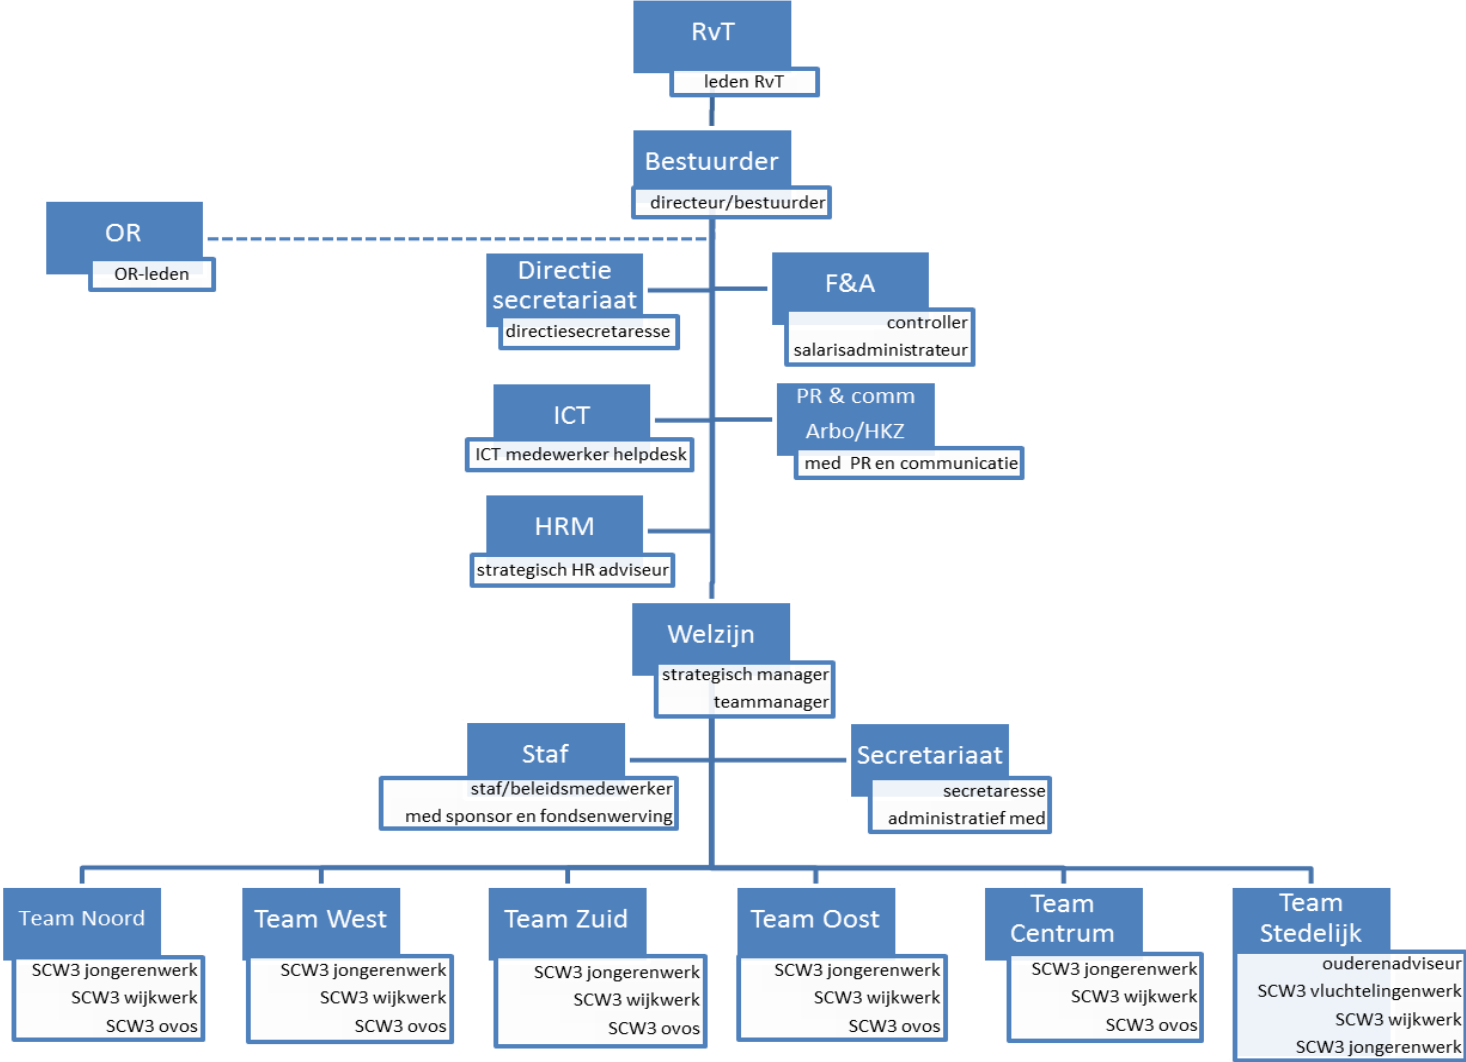 RvT
leden RvT
Bestuurder
directeur/bestuurder
OR
OR-leden
Directie
secretariaat
directiesecretaresse
F&A
controller
salarisadministrateur
ICT
ICT medewerker helpdesk
PR & comm
Arbo/HKZ
med  PR en communicatie
HRM
strategisch HR adviseur
Welzijn
strategisch manager
teammanager
Staf
staf/beleidsmedewerker
med sponsor en fondsenwerving
Secretariaat
secretaresse
administratief med
Team Noord
SCW3 jongerenwerk
SCW3 wijkwerk
SCW3 ovos
Team West
SCW3 jongerenwerk
SCW3 wijkwerk
SCW3 ovos
Team Zuid
SCW3 jongerenwerk
SCW3 wijkwerk
SCW3 ovos
Team Oost
SCW3 jongerenwerk
SCW3 wijkwerk
SCW3 ovos
Team
Centrum
SCW3 jongerenwerk
SCW3 wijkwerk
SCW3 ovos
Team
Stedelijk
ouderenadviseur
SCW3 vluchtelingenwerk
SCW3 wijkwerk
SCW3 jongerenwerk